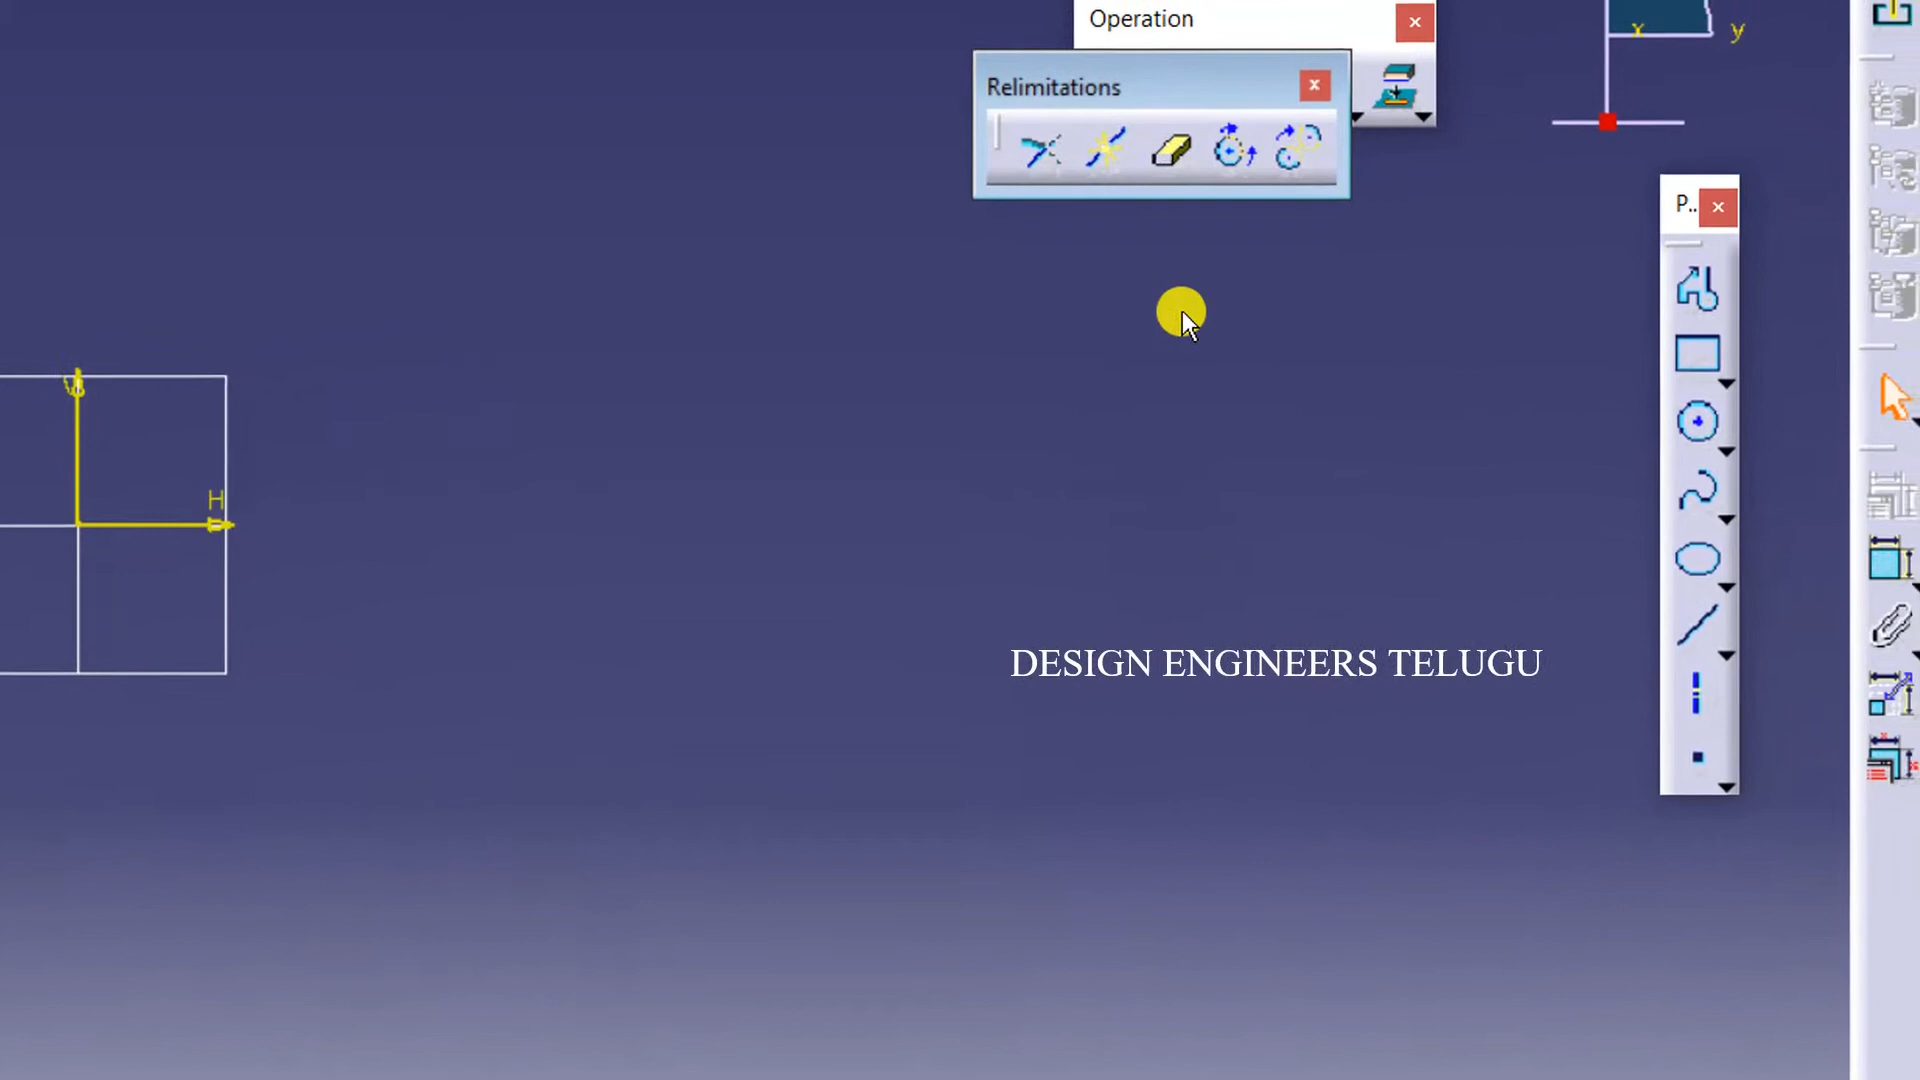 Operation
x y
Relimitations
P..
V
H
DESIGN ENGINEERS TELUGU